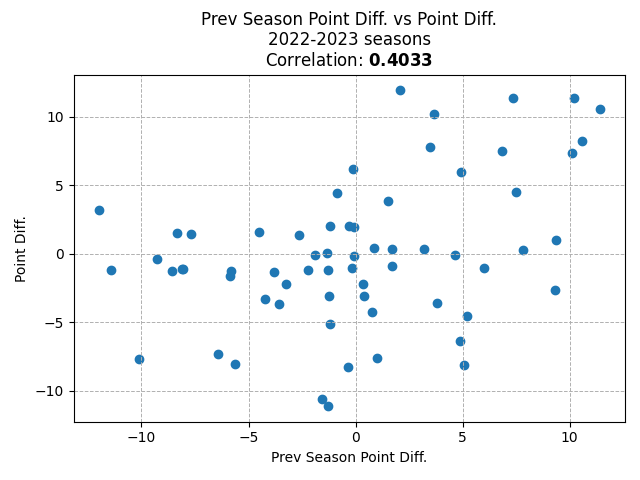 Prev Season Point Diff. vs Point Diff.
2022-2023 seasons
Correlation: 0.4033
10
5
0
−5
−10
Point Diff.
−10 −5 0 5 10
Prev Season Point Diff.